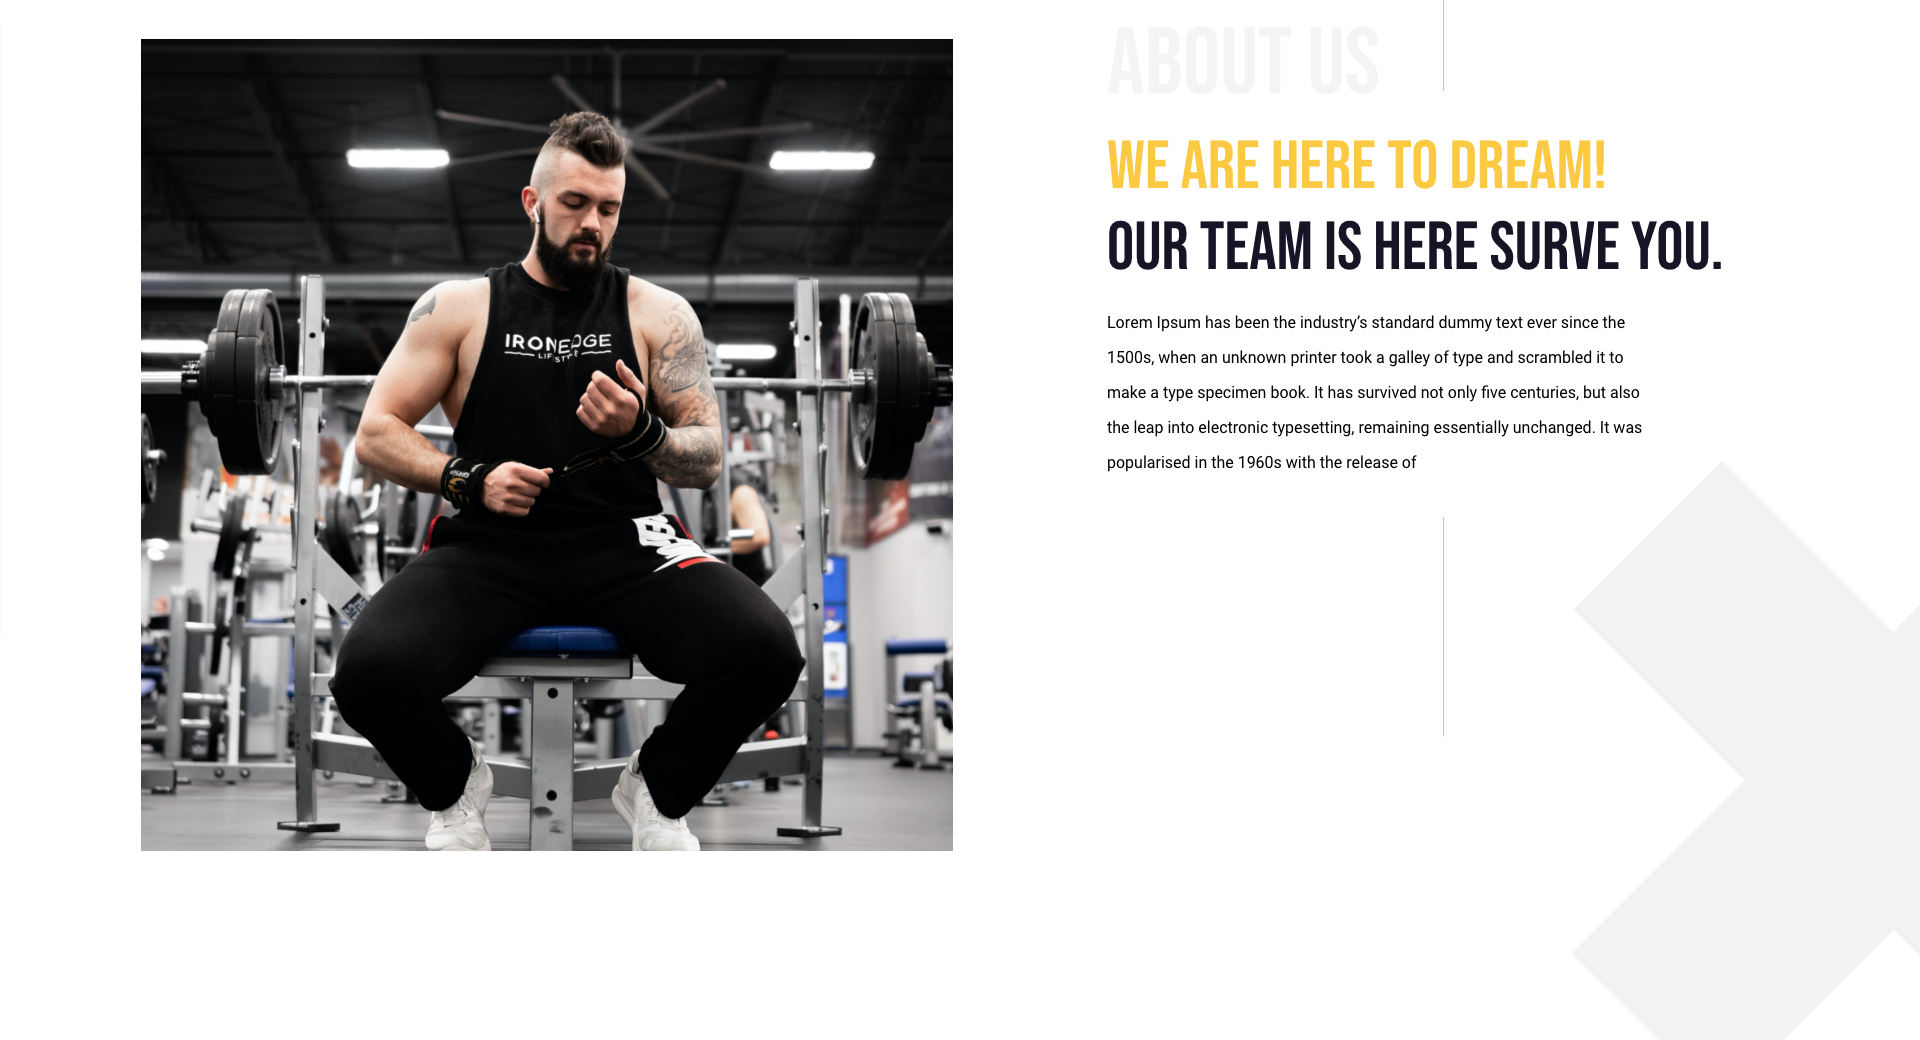 ABOUT US
WE ARE HERE TO DREAM!
OUR TEAM IS HERE SURVE YOU.
Lorem Ipsum has been the industry’s standard dummy text ever since the
1500s, when an unknown printer took a galley of type and scrambled it to
make a type specimen book. It has survived not only five centuries, but also
the leap into electronic typesetting, remaining essentially unchanged. It was
popularised in the 1960s with the release of
IRON EDGE
LIFESTYLE